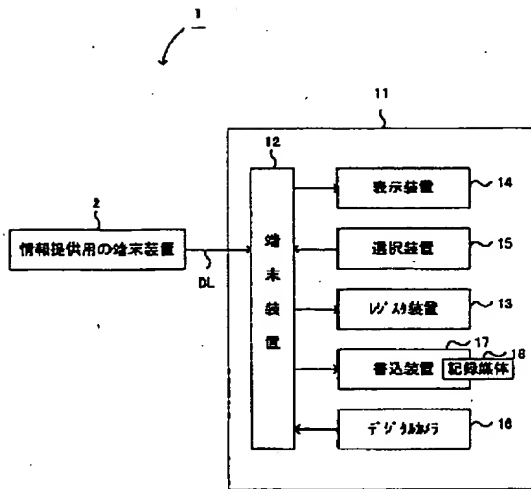 1
11
12
表示装置
14
2
情報提供用の端末装置
DL
端末装置
選択装置
15
レジスタ装置
13
17
18
書込装置
記録媒体
デジタルカメラ
16